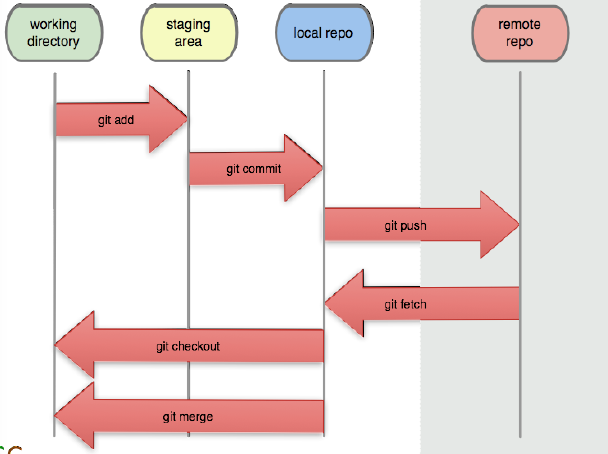 working
directory
staging
area
local repo
remote
repo
git add
git commit
git push
git fetch
git checkout
git merge